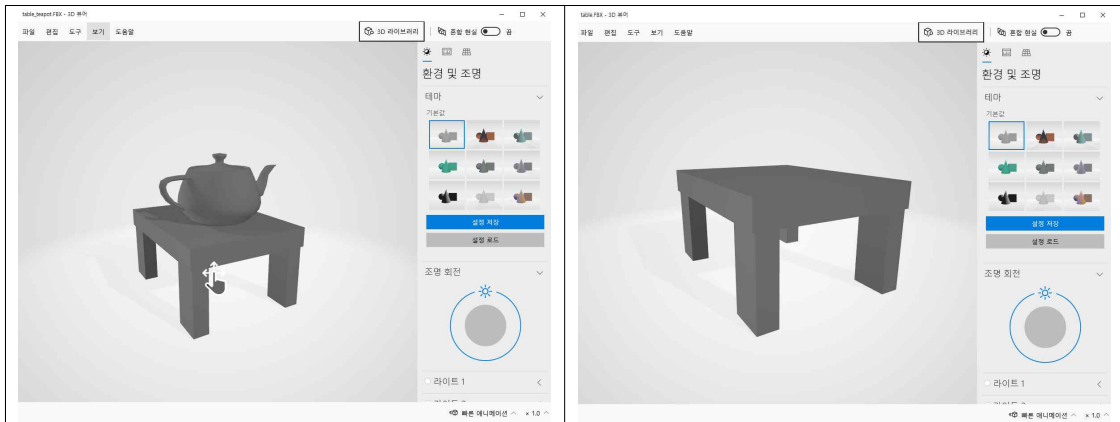 table_teapot.FBX - 3D 뷰어
파일 편집 도구 보기 도움말
3D 라이브러리
혼합 현실 끔
환경 및 조명
테마
기본값
설정 저장
설정 로드
조명 회전
라이트 1
빠른 애니메이션 x 1.0
table.FBX - 3D 뷰어
파일 편집 도구 보기 도움말
3D 라이브러리
혼합 현실 끔
환경 및 조명
테마
기본값
설정 저장
설정 로드
조명 회전
라이트 1
빠른 애니메이션 x 1.0